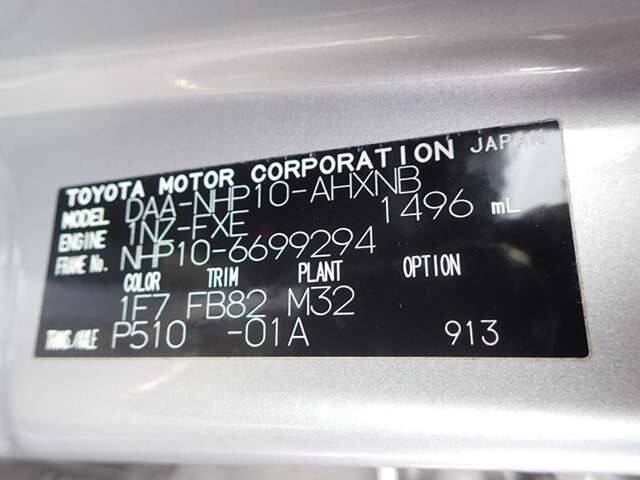 TOYOTA MOTOR CORPORATION JAPAN
MODEL DAA-NHP10-AHXNB
ENGINE 1NZ-FXE 1496 mL
FRAME No. NHP10-6699294
COLOR TRIM PLANT OPTION
1F7 FB82 M32
TRANS./AXLE P510 -01A 913